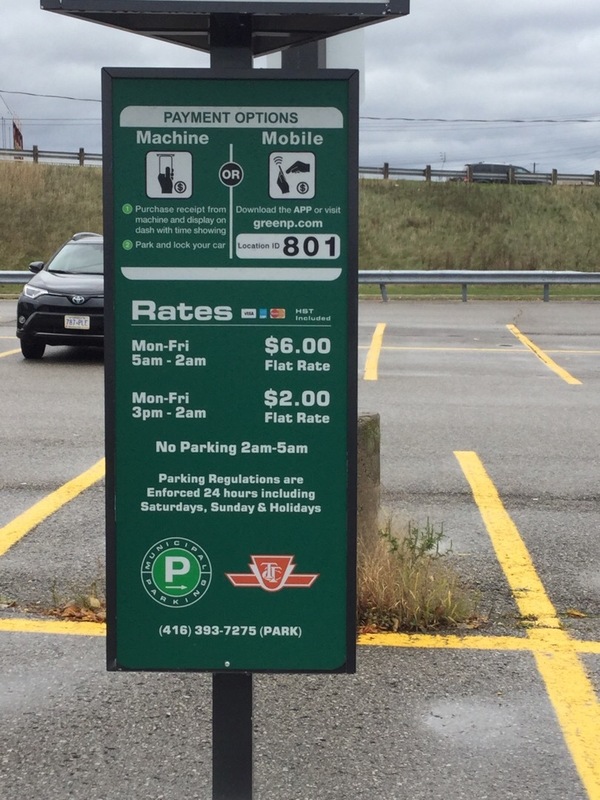 PAYMENT OPTIONS
Machine
OR
Mobile
1 Purchase receipt from
machine and display on
dash with time showing
2 Park and lock your car
Download the APP or visit
greenp.com
Location ID 801
Rates
VISA
HST
Included
Mon-Fri
5am - 2am
$6.00
Flat Rate
Mon-Fri
3pm - 2am
$2.00
Flat Rate
No Parking 2am-5am
Parking Regulations are
Enforced 24 hours including
Saturdays, Sunday & Holidays
MUNICIPAL
P
PARKING
TTC
(416) 393-7275 (PARK)